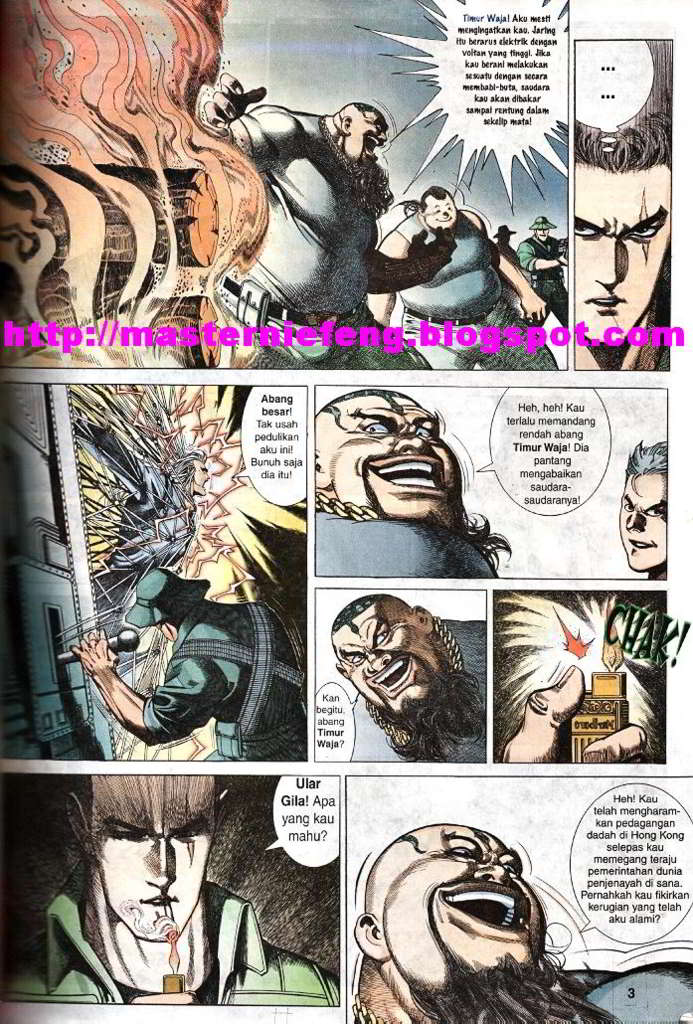 Timur Waja! Aku mesti
mengingatkan kau. Jaring
itu berarus elektrik dengan
voltan yang tinggi. Jika
kau berani melakukan
sesuatu dengan secara
membabi-buta, saudara
kau akan dibakar
sampai rentung dalam
sekelip mata!
...
...
http://masterniefeng.blogspot.com
Abang
besar!
Tak usah
pedulikan
aku ini!
Bunuh saja
dia itu!
Heh, heh! Kau
terlalu memandang
rendah abang
Timur Waja! Dia
pantang
mengabaikan
saudara-
saudaranya!
Kan
begitu,
abang
Timur
Waja?
CHAK!
Ular
Gila! Apa
yang kau
mahu?
Heh! Kau
telah mengharam-
kan pedagangan
dadah di Hong Kong
selepas kau
memegang teraju
pemerintahan dunia
penjenayah di sana.
Pernahkah kau fikirkan
kerugian yang telah
aku alami?
3